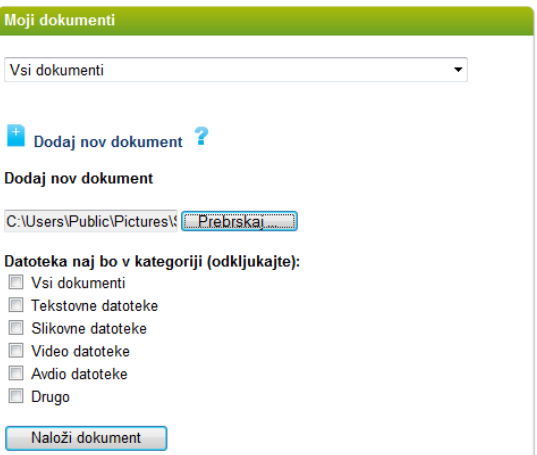 Moji dokumenti
Vsi dokumenti
Dodaj nov dokument ?
Dodaj nov dokument
C:\Users\Public\Pictures\ Prebrskaj ...
Datoteka naj bo v kategoriji (odkljukajte):
Vsi dokumenti
Tekstovne datoteke
Slikovne datoteke
Video datoteke
Avdio datoteke
Drugo
Naloži dokument